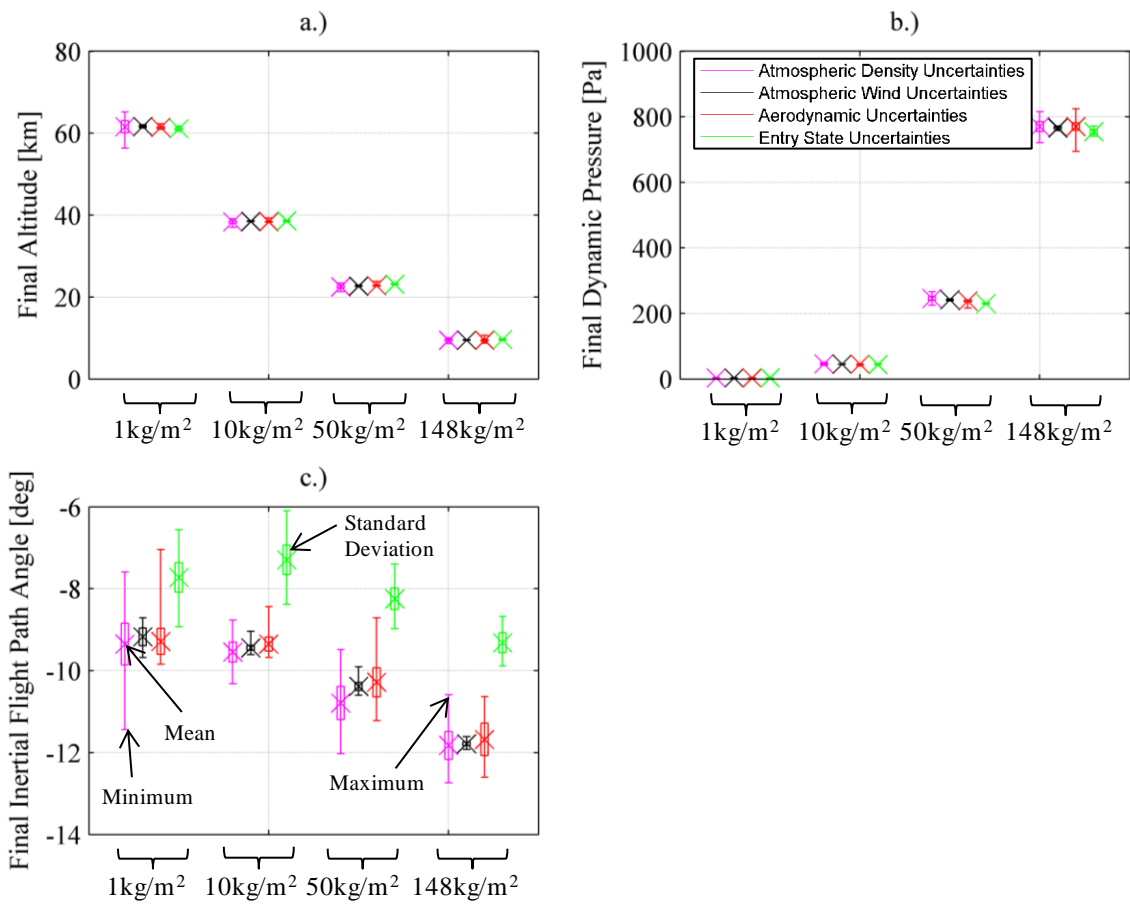 a.)
Final Altitude [km]
80
60
40
20
0
1kg/m²
10kg/m²
50kg/m²
148kg/m²
b.)
Final Dynamic Pressure [Pa]
1000
800
600
400
200
0
Atmospheric Density Uncertainties
Atmospheric Wind Uncertainties
Aerodynamic Uncertainties
Entry State Uncertainties
1kg/m²
10kg/m²
50kg/m²
148kg/m²
c.)
Final Inertial Flight Path Angle [deg]
-6
-8
-10
-12
-14
Standard
Deviation
Mean
Minimum
Maximum
1kg/m²
10kg/m²
50kg/m²
148kg/m²